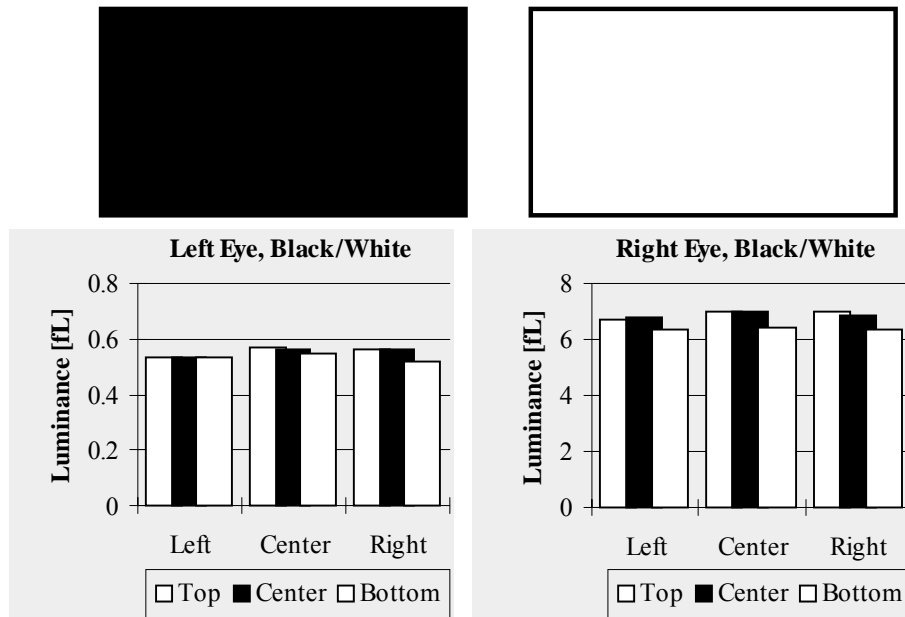 Left Eye, Black/White
Luminance [fL]
0.8
0.6
0.4
0.2
0
Left Center Right
Top Center Bottom
Right Eye, Black/White
Luminance [fL]
8
6
4
2
0
Left Center Right
Top Center Bottom